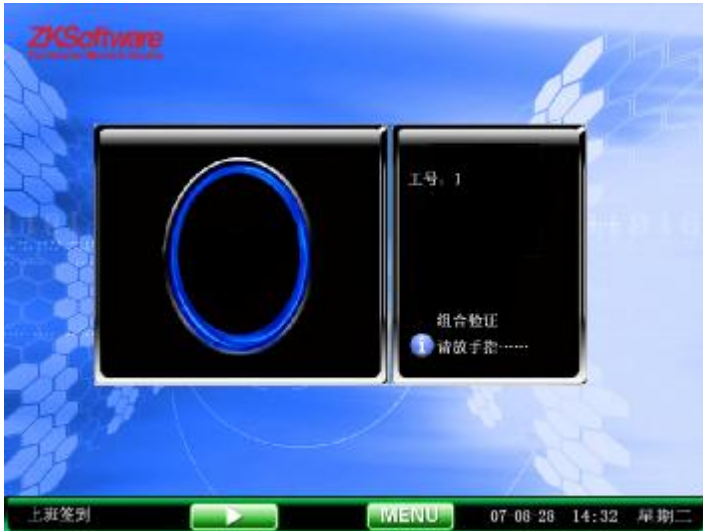 ZKSoftware
工号: 1
组合验证
请放手指……
上班签到
MENU
07-08-28 14:32 星期二